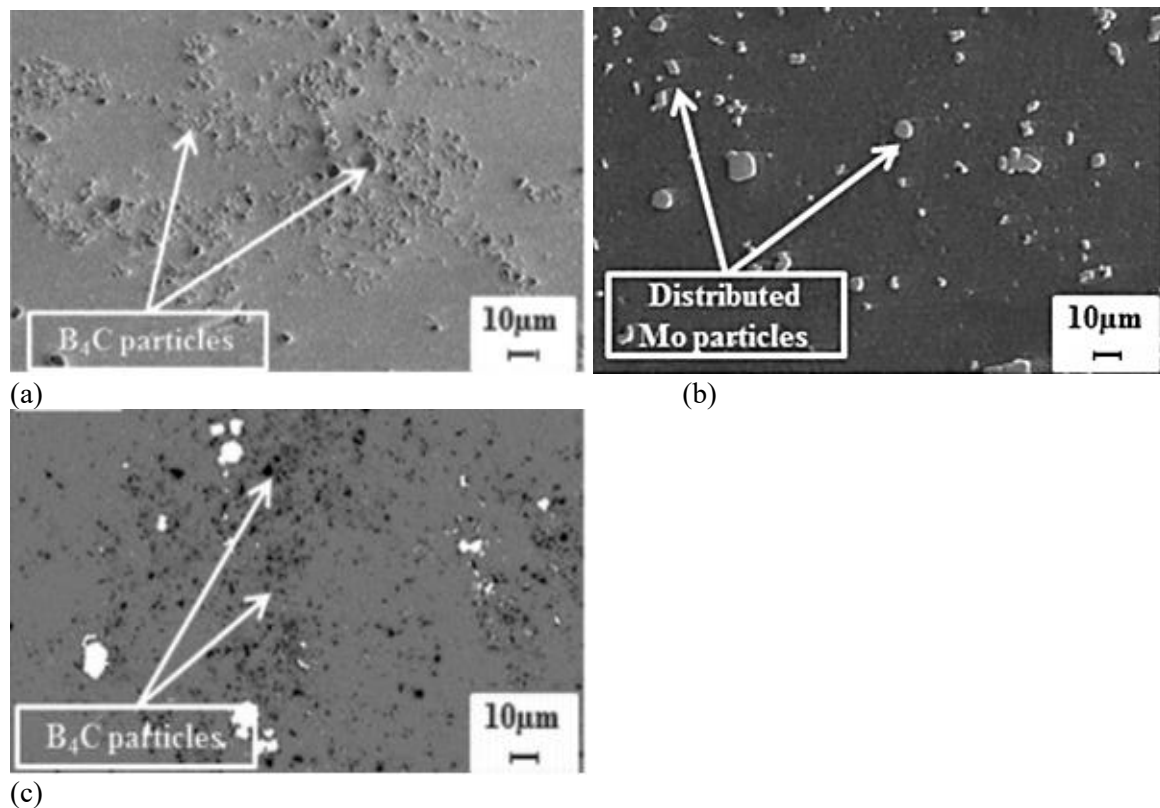 B₄C particles
10μm
Distributed
Mo particles
10μm
(a)
(b)
B₄C particles
10μm
(c)